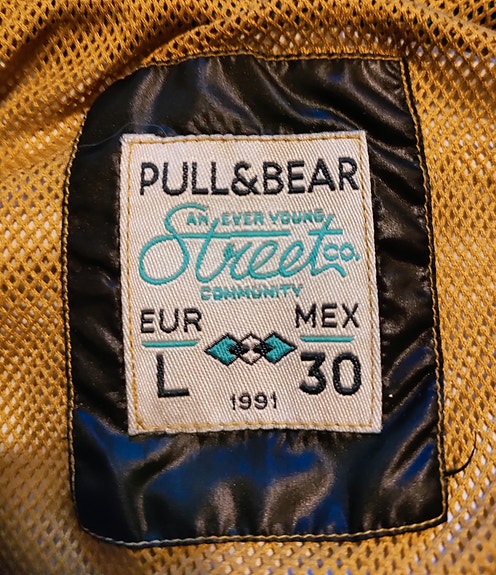 PULL&BEAR
AN EVER YOUNG
Street co.
COMMUNITY
EUR MEX
L 30
1991